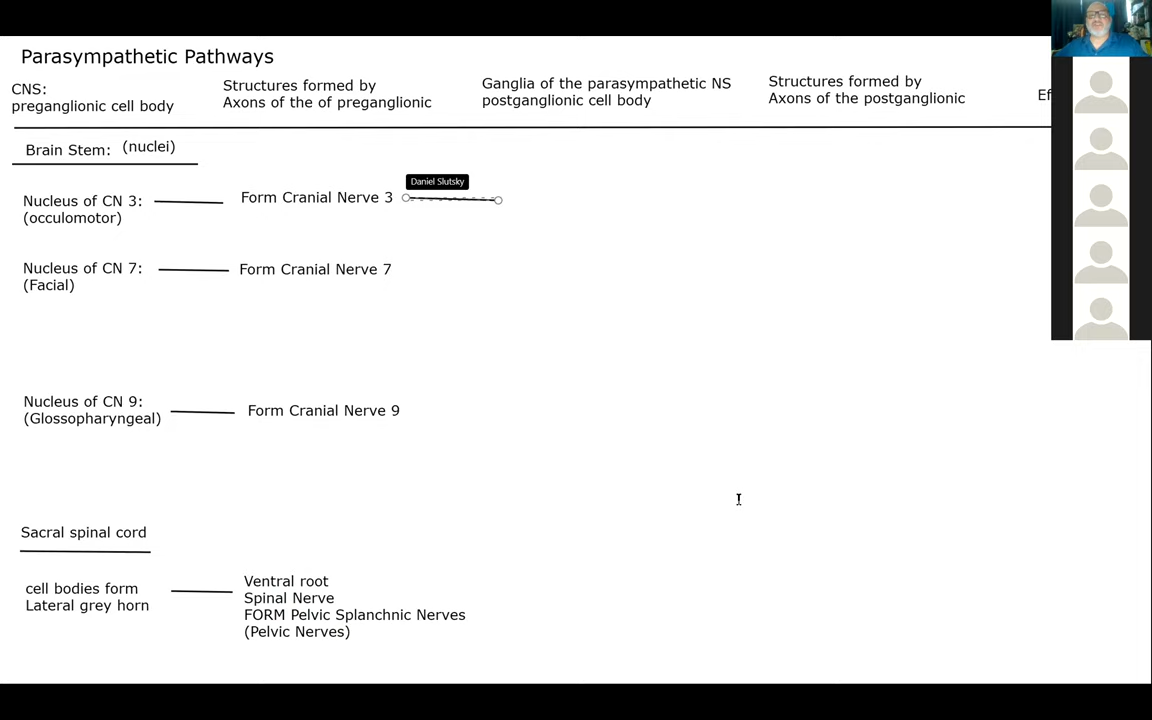 Parasympathetic Pathways
CNS:
preganglionic cell body
Structures formed by
Axons of the of preganglionic
Ganglia of the parasympathetic NS
postganglionic cell body
Structures formed by
Axons of the postganglionic
Ef
Brain Stem: (nuclei)
Nucleus of CN 3:
(occulomotor)
Form Cranial Nerve 3
Daniel Slutsky
Nucleus of CN 7:
(Facial)
Form Cranial Nerve 7
Nucleus of CN 9:
(Glossopharyngeal)
Form Cranial Nerve 9
Sacral spinal cord
cell bodies form
Lateral grey horn
Ventral root
Spinal Nerve
FORM Pelvic Splanchnic Nerves
(Pelvic Nerves)